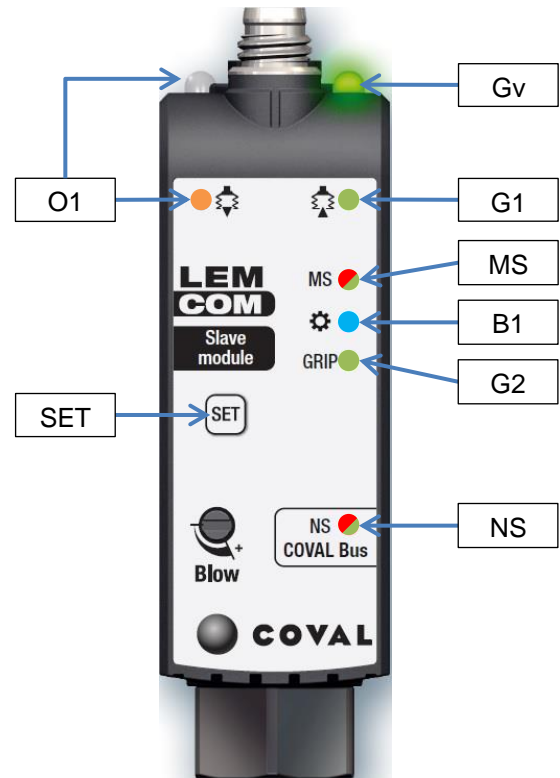 Gv
O1
G1
MS
LEM
COM
MS
B1
Slave
module
GRIP
G2
SET
SET
NS
NS
COVAL Bus
- +
Blow
COVAL